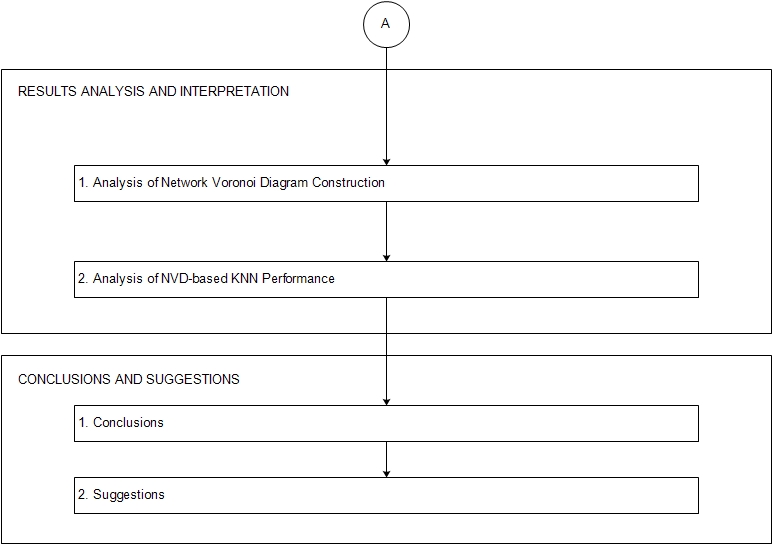 A
RESULTS ANALYSIS AND INTERPRETATION
1. Analysis of Network Voronoi Diagram Construction
2. Analysis of NVD-based KNN Performance
CONCLUSIONS AND SUGGESTIONS
1. Conclusions
2. Suggestions